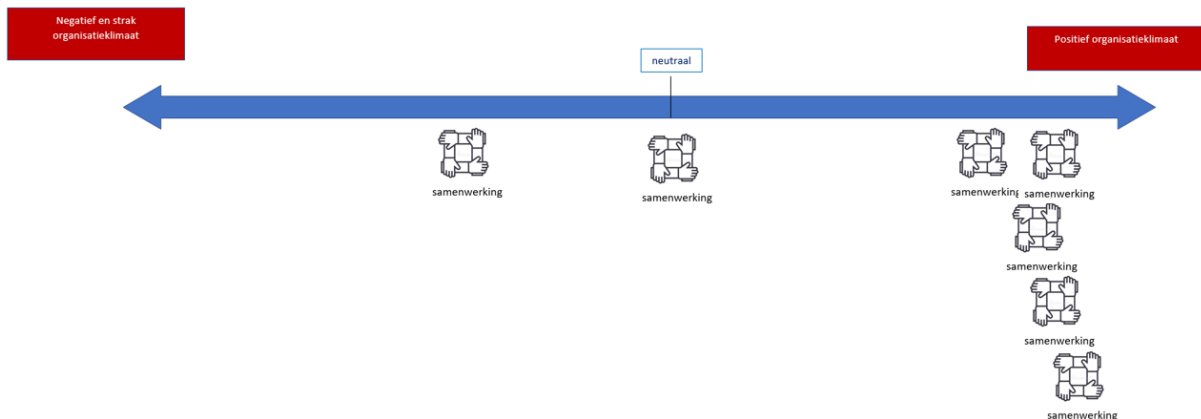 Negatief en strak
organisatieklimaat
Positief organisatieklimaat
neutraal
samenwerking
samenwerking
samenwerking
samenwerking
samenwerking
samenwerking
samenwerking